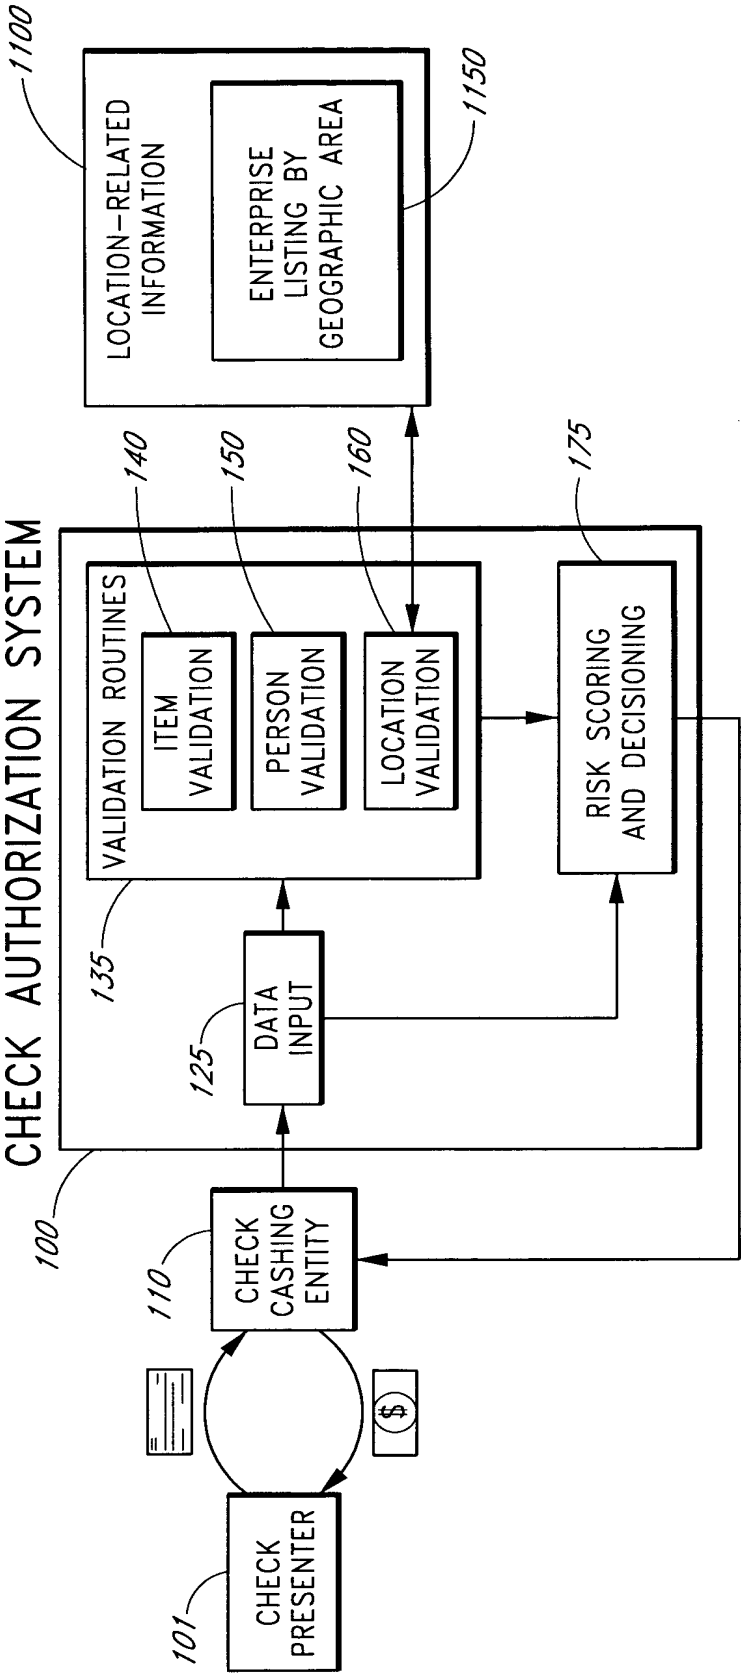 CHECK AUTHORIZATION SYSTEM
100
101
CHECK
PRESENTER
$
110
CHECK
CASHING
ENTITY
125
DATA
INPUT
135
VALIDATION ROUTINES
140
ITEM
VALIDATION
150
PERSON
VALIDATION
160
LOCATION
VALIDATION
175
RISK SCORING
AND DECISIONING
1100
LOCATION-RELATED
INFORMATION
ENTERPRISE
LISTING BY
GEOGRAPHIC AREA
1150